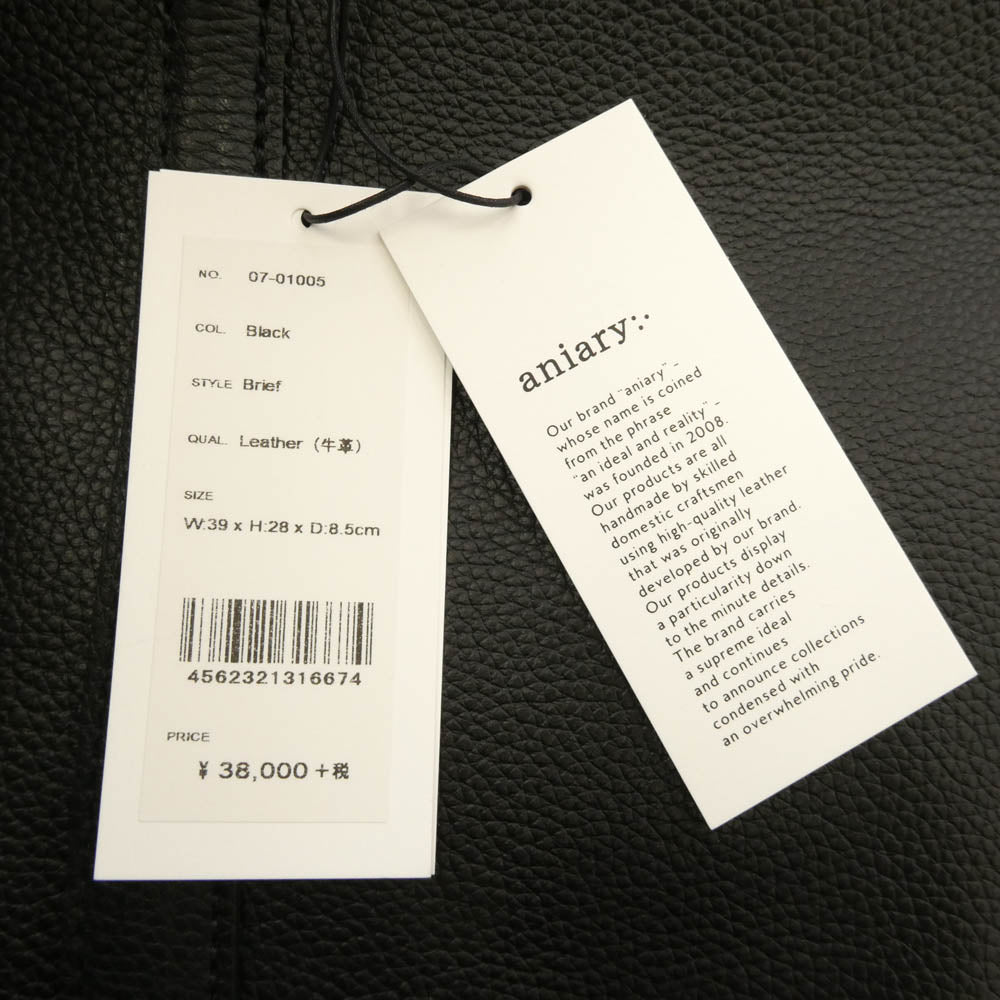 NO. 07-01005
COL. Black
STYLE Brief
QUAL. Leather (牛革)
SIZE
W:39 x H:28 x D:8.5cm
4562321316674
PRICE
¥ 38,000 +税
aniary:.
Our brand "aniary" –
whose name is coined
from the phrase
"an ideal and reality" –
was founded in 2008.
Our products are all
handmade by skilled
domestic craftsmen
using high-quality leather
that was originally
developed by our brand.
Our products display
a particularity down
to the minute details.
The brand carries
a supreme ideal
and continues
to announce collections
condensed with
an overwhelming pride.